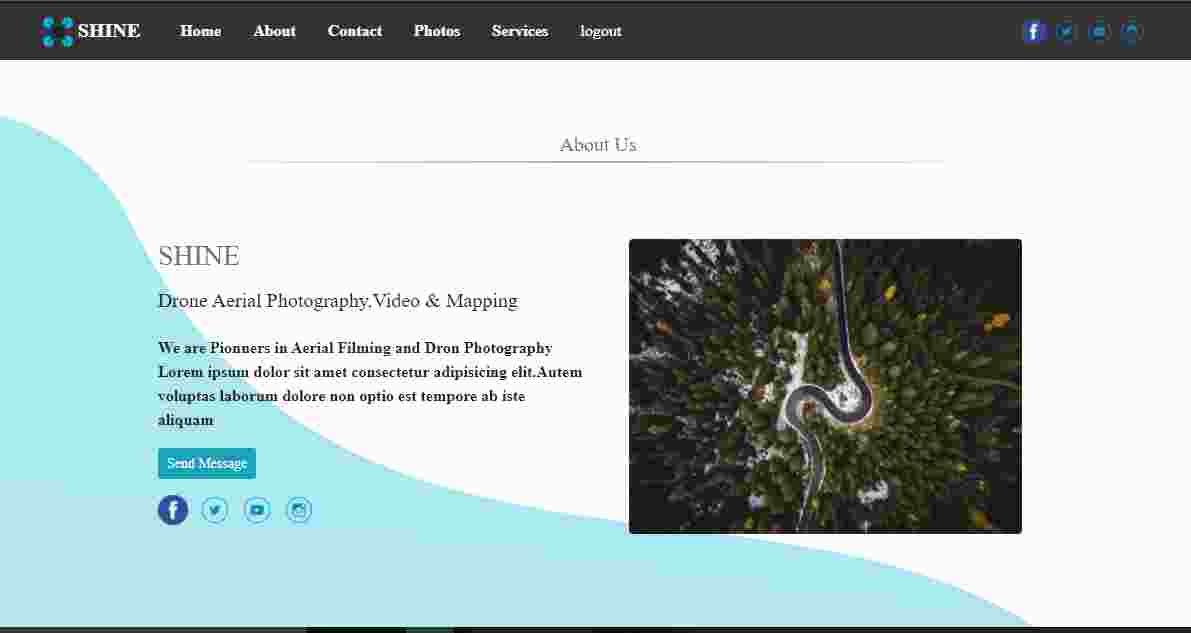 SHINE Home About Contact Photos Services logout
About Us
SHINE
Drone Aerial Photography,Video & Mapping
We are Pionners in Aerial Filming and Dron Photography
Lorem ipsum dolor sit amet consectetur adipisicing elit.Autem
voluptas laborum dolore non optio est tempore ab iste
aliquam
Send Message